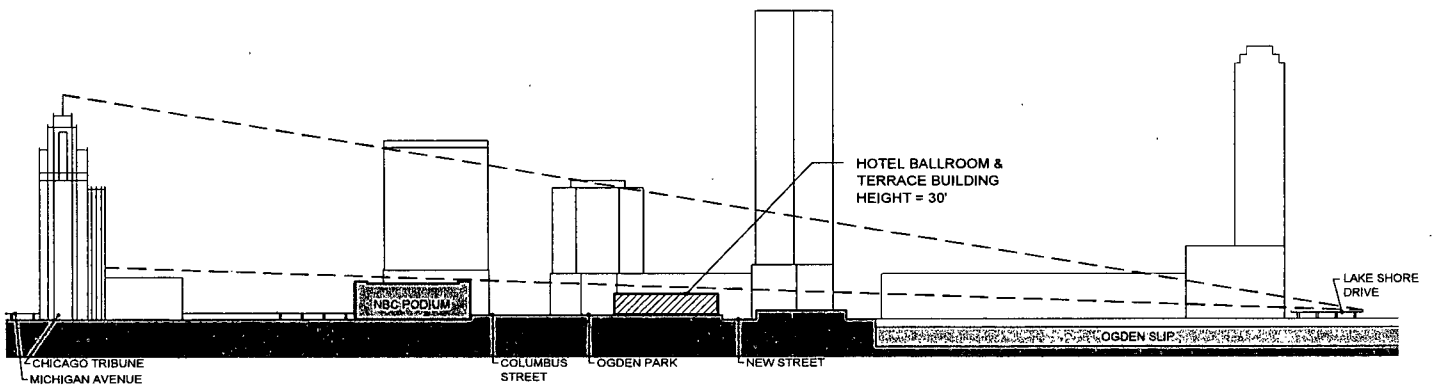 HOTEL BALLROOM &
TERRACE BUILDING
HEIGHT = 30'
NBC PODIUM
LAKE SHORE
DRIVE
OGDEN SLIP
CHICAGO TRIBUNE
MICHIGAN AVENUE
COLUMBUS
STREET
OGDEN PARK
NEW STREET